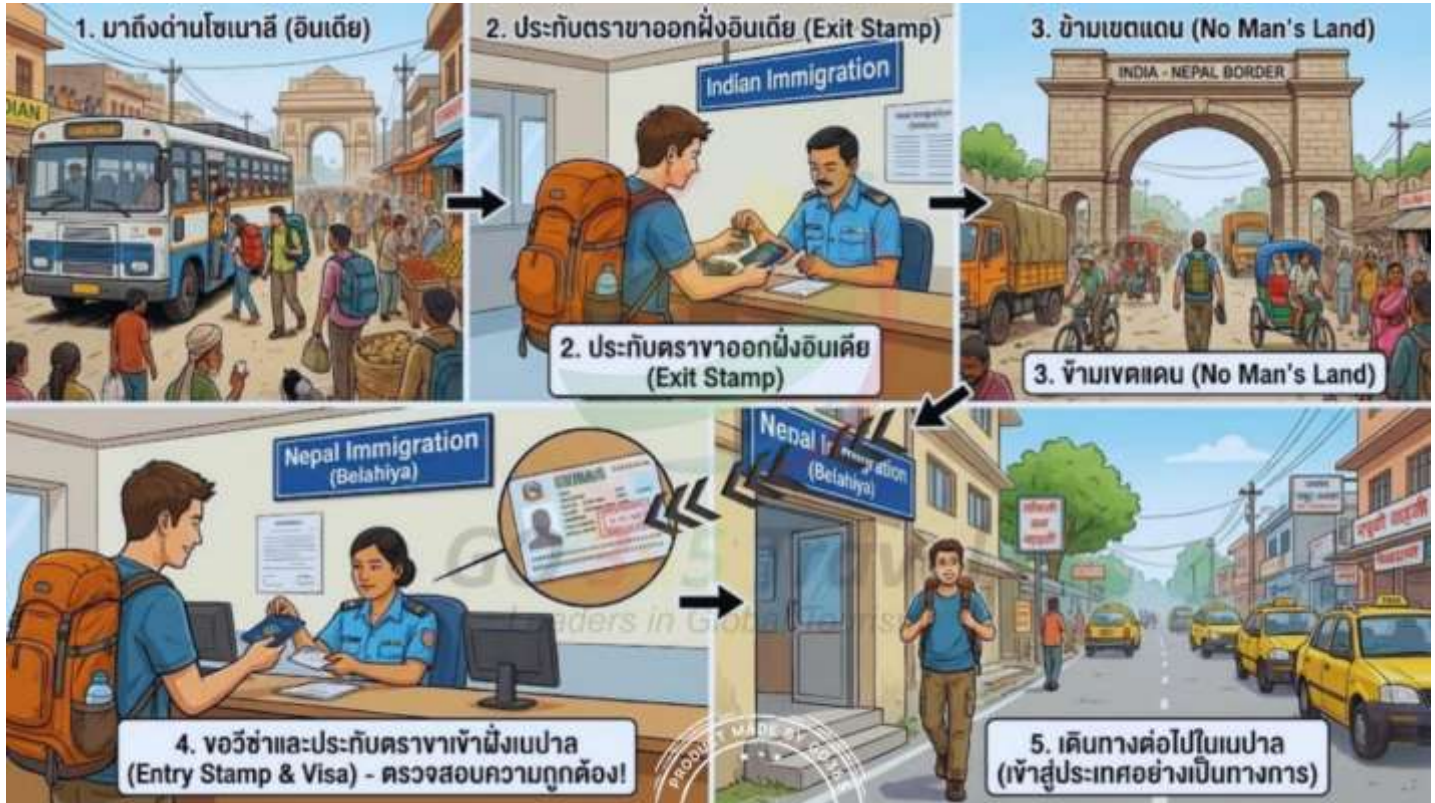 1. มาถึงด่านโซเนาลี (อินเดีย)
2. ประทับตราขาออกฝั่งอินเดีย (Exit Stamp)
Indian Immigration
2. ประทับตราขาออกฝั่งอินเดีย
(Exit Stamp)
3. ข้ามเขตแดน (No Man's Land)
INDIA - NEPAL BORDER
3. ข้ามเขตแดน (No Man's Land)
Nepal Immigration
(Belahiya)
4. ขอวีซ่าและประทับตราขาเข้าฝั่งเนปาล
(Entry Stamp & Visa) - ตรวจสอบความถูกต้อง!
Nepal
(Belahiya)
TAXI
5. เดินทางต่อไปในเนปาล
(เข้าสู่ประเทศอย่างเป็นทางการ)
Leaders in Global
PRODUCT MADE BY